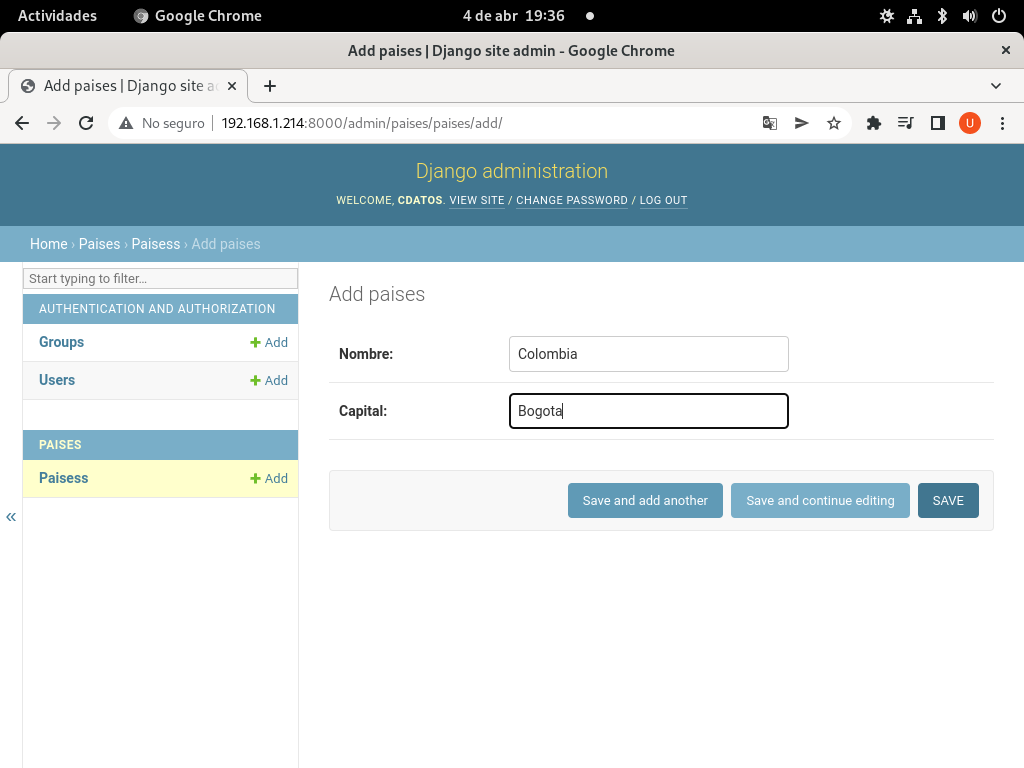 Actividades Google Chrome 4 de abr 19:36
Add paises | Django site admin - Google Chrome
Add paises | Django site a
No seguro 192.168.1.214:8000/admin/paises/paises/add/ U
Django administration
WELCOME, CDATOS. VIEW SITE / CHANGE PASSWORD / LOG OUT
Home › Paises › Paisess › Add paises
Start typing to filter...
AUTHENTICATION AND AUTHORIZATION
Groups Add
Users Add
PAISES
Paisess Add
«
Add paises
Nombre: Colombia
Capital: Bogota
Save and add another Save and continue editing SAVE